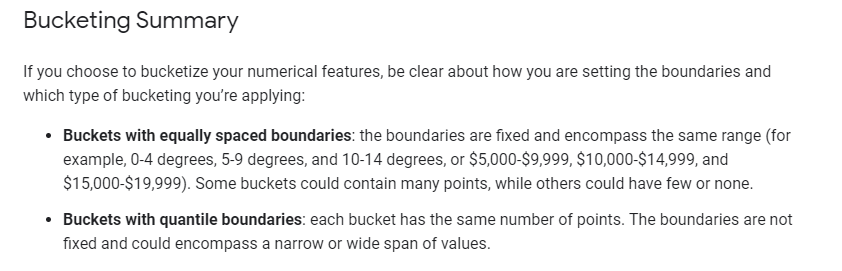 Bucketing Summary
If you choose to bucketize your numerical features, be clear about how you are setting the boundaries and
which type of bucketing you're applying:
• Buckets with equally spaced boundaries: the boundaries are fixed and encompass the same range (for
example, 0-4 degrees, 5-9 degrees, and 10-14 degrees, or $5,000-$9,999, $10,000-$14,999, and
$15,000-$19,999). Some buckets could contain many points, while others could have few or none.
• Buckets with quantile boundaries: each bucket has the same number of points. The boundaries are not
fixed and could encompass a narrow or wide span of values.